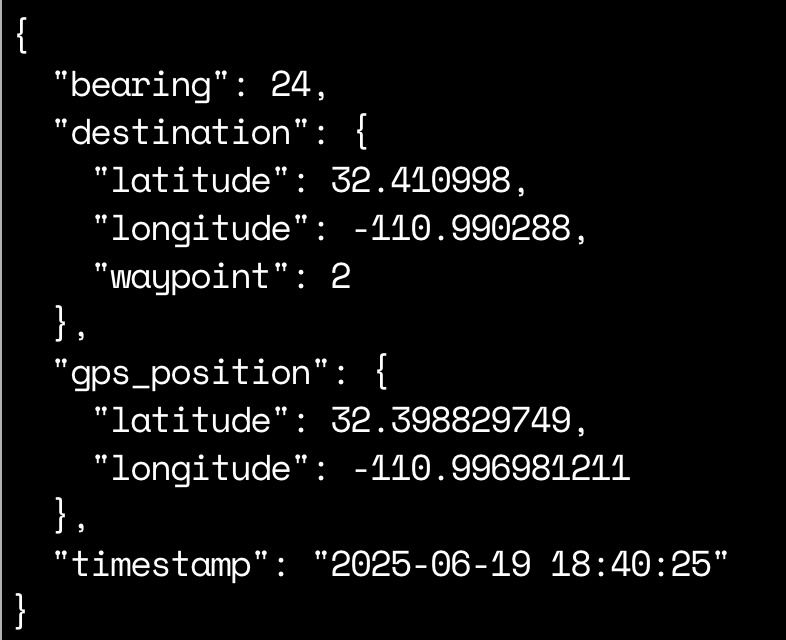 {
  "bearing": 24,
  "destination": {
    "latitude": 32.410998,
    "longitude": -110.990288,
    "waypoint": 2
  },
  "gps_position": {
    "latitude": 32.398829749,
    "longitude": -110.996981211
  },
  "timestamp": "2025-06-19 18:40:25"
}